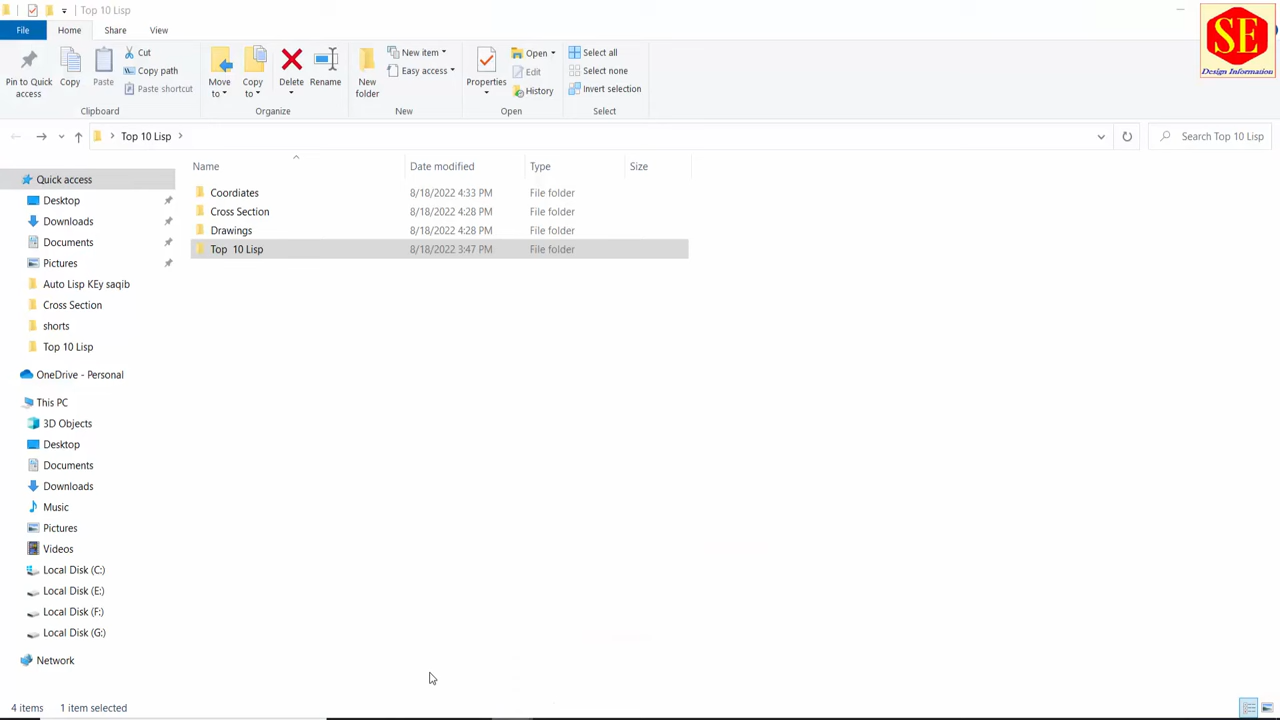 Top 10 Lisp
File Home Share View
Pin to Quick access
Copy
Paste
Cut
Copy path
Paste shortcut
Clipboard
Move to
Copy to
Delete
Rename
Organize
New folder
New item
Easy access
New
Properties
Open
Edit
History
Open
Select all
Select none
Invert selection
Select
SE
Design Information
Top 10 Lisp
Search Top 10 Lisp
Name Date modified Type Size
Coordiates 8/18/2022 4:33 PM File folder
Cross Section 8/18/2022 4:28 PM File folder
Drawings 8/18/2022 4:28 PM File folder
Top 10 Lisp 8/18/2022 3:47 PM File folder
Quick access
Desktop
Downloads
Documents
Pictures
Auto Lisp KEy saqib
Cross Section
shorts
Top 10 Lisp
OneDrive - Personal
This PC
3D Objects
Desktop
Documents
Downloads
Music
Pictures
Videos
Local Disk (C:)
Local Disk (E:)
Local Disk (F:)
Local Disk (G:)
Network
4 items 1 item selected